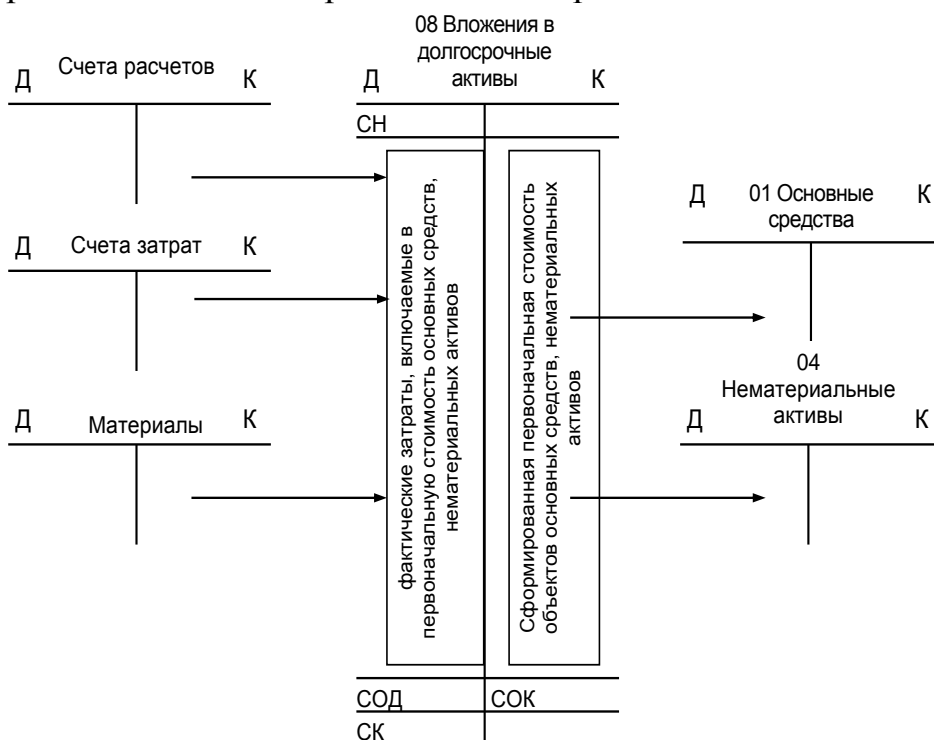 08 Вложения в
долгосрочные
активы
Д
К
Счета расчетов
Д
К
СН
фактические затраты, включаемые в
первоначальную стоимость основных средств,
нематериальных активов
Сформированная первоначальная стоимость
объектов основных средств, нематериальных
активов
Д
01 Основные
средства
К
Д
Счета затрат
К
04
Нематериальные
активы
Д
К
Д
Материалы
К
СОД
СОК
СК